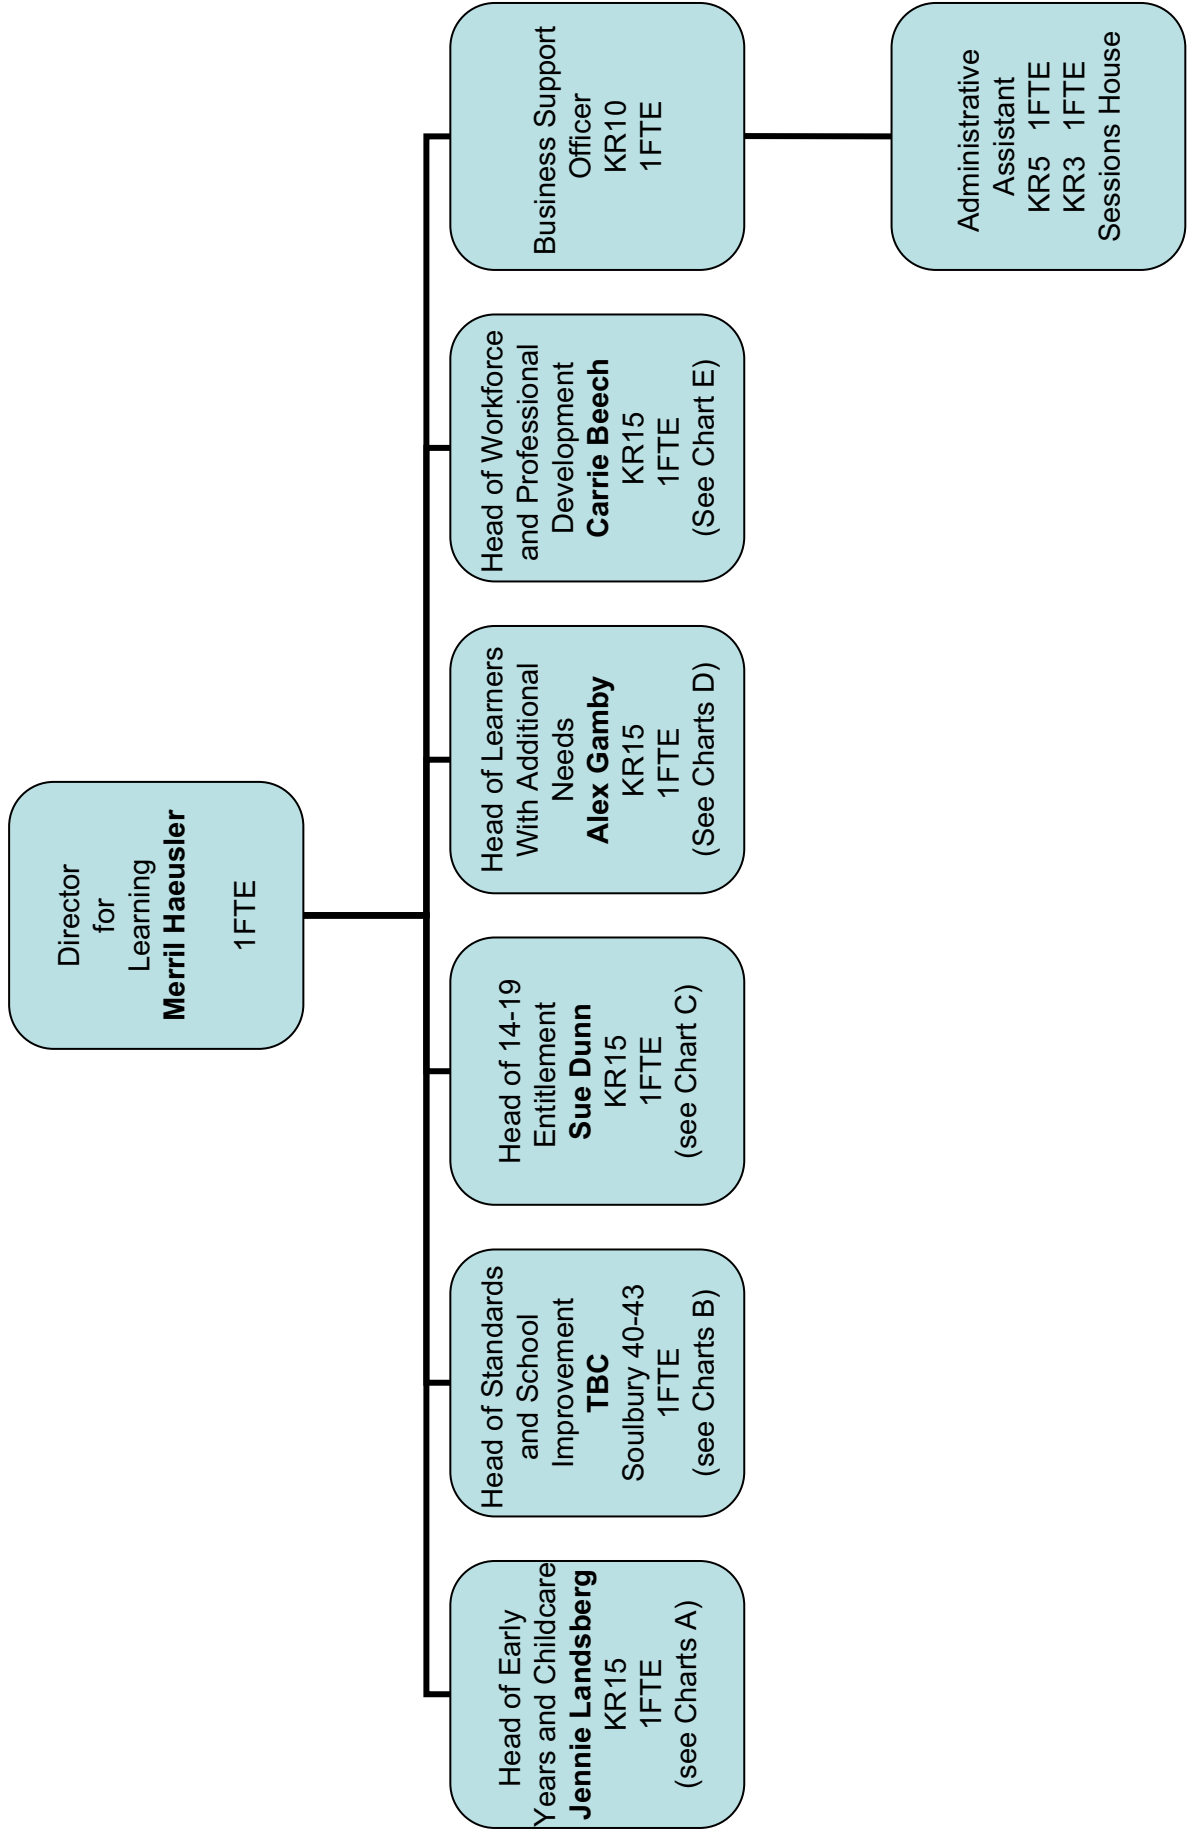 Director
for
Learning
Merril Haeusler
1FTE
Head of Early
Years and Childcare
Jennie Landsberg
KR15
1FTE
(see Charts A)
Head of Standards
and School
Improvement
TBC
Soulbury 40-43
1FTE
(see Charts B)
Head of 14-19
Entitlement
Sue Dunn
KR15
1FTE
(see Chart C)
Head of Learners
With Additional
Needs
Alex Gamby
KR15
1FTE
(See Charts D)
Head of Workforce
and Professional
Development
Carrie Beech
KR15
1FTE
(See Chart E)
Business Support
Officer
KR10
1FTE
Administrative
Assistant
KR5 1FTE
KR3 1FTE
Sessions House